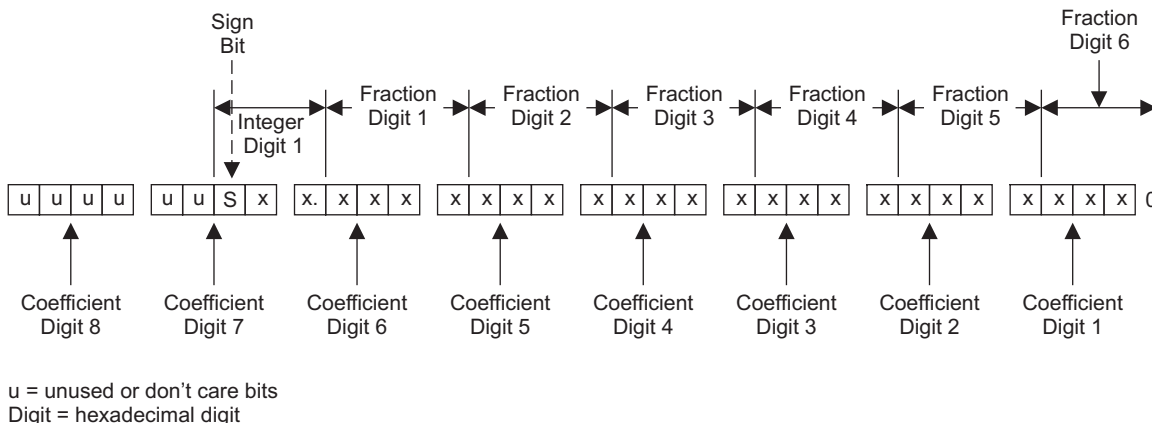 Sign
Bit
Fraction
Digit 6
Integer
Digit 1
Fraction
Digit 1
Fraction
Digit 2
Fraction
Digit 3
Fraction
Digit 4
Fraction
Digit 5
u u u u u u S x x. x x x x x x x x x x x x x x x x x x x x x x x 0
Coefficient
Digit 8
Coefficient
Digit 7
Coefficient
Digit 6
Coefficient
Digit 5
Coefficient
Digit 4
Coefficient
Digit 3
Coefficient
Digit 2
Coefficient
Digit 1
u = unused or don’t care bits
Digit = hexadecimal digit